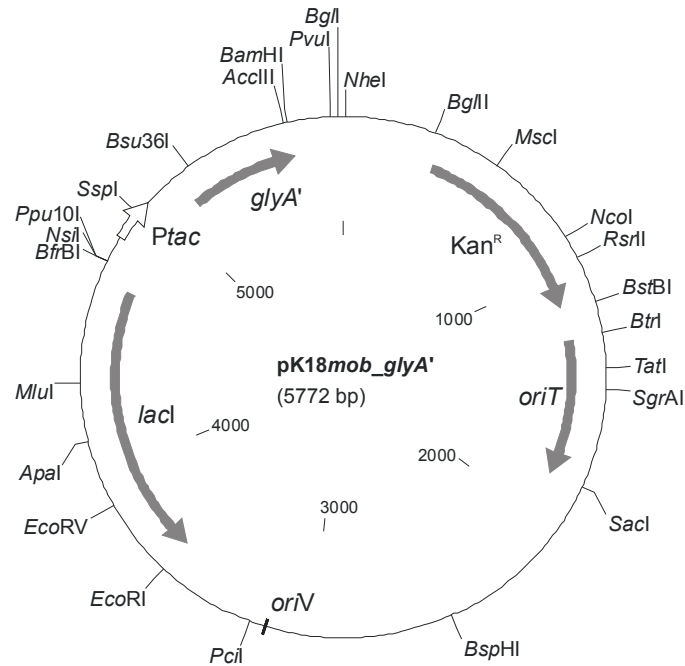 BglI
PvuI
NheI
BamHI
AccIII
BglII
MscI
Bsu36I
SspI
glyA'
NcoI
Ppu10I
NsiI
BfrBI
Ptac
KanR
RsrII
BstBI
5000
1000
BtrI
pK18mob_glyA'
(5772 bp)
TatI
MluI
oriT
SgrAI
lacI
4000
2000
ApaI
3000
SacI
EcoRV
EcoRI
oriV
PciI
BspHI